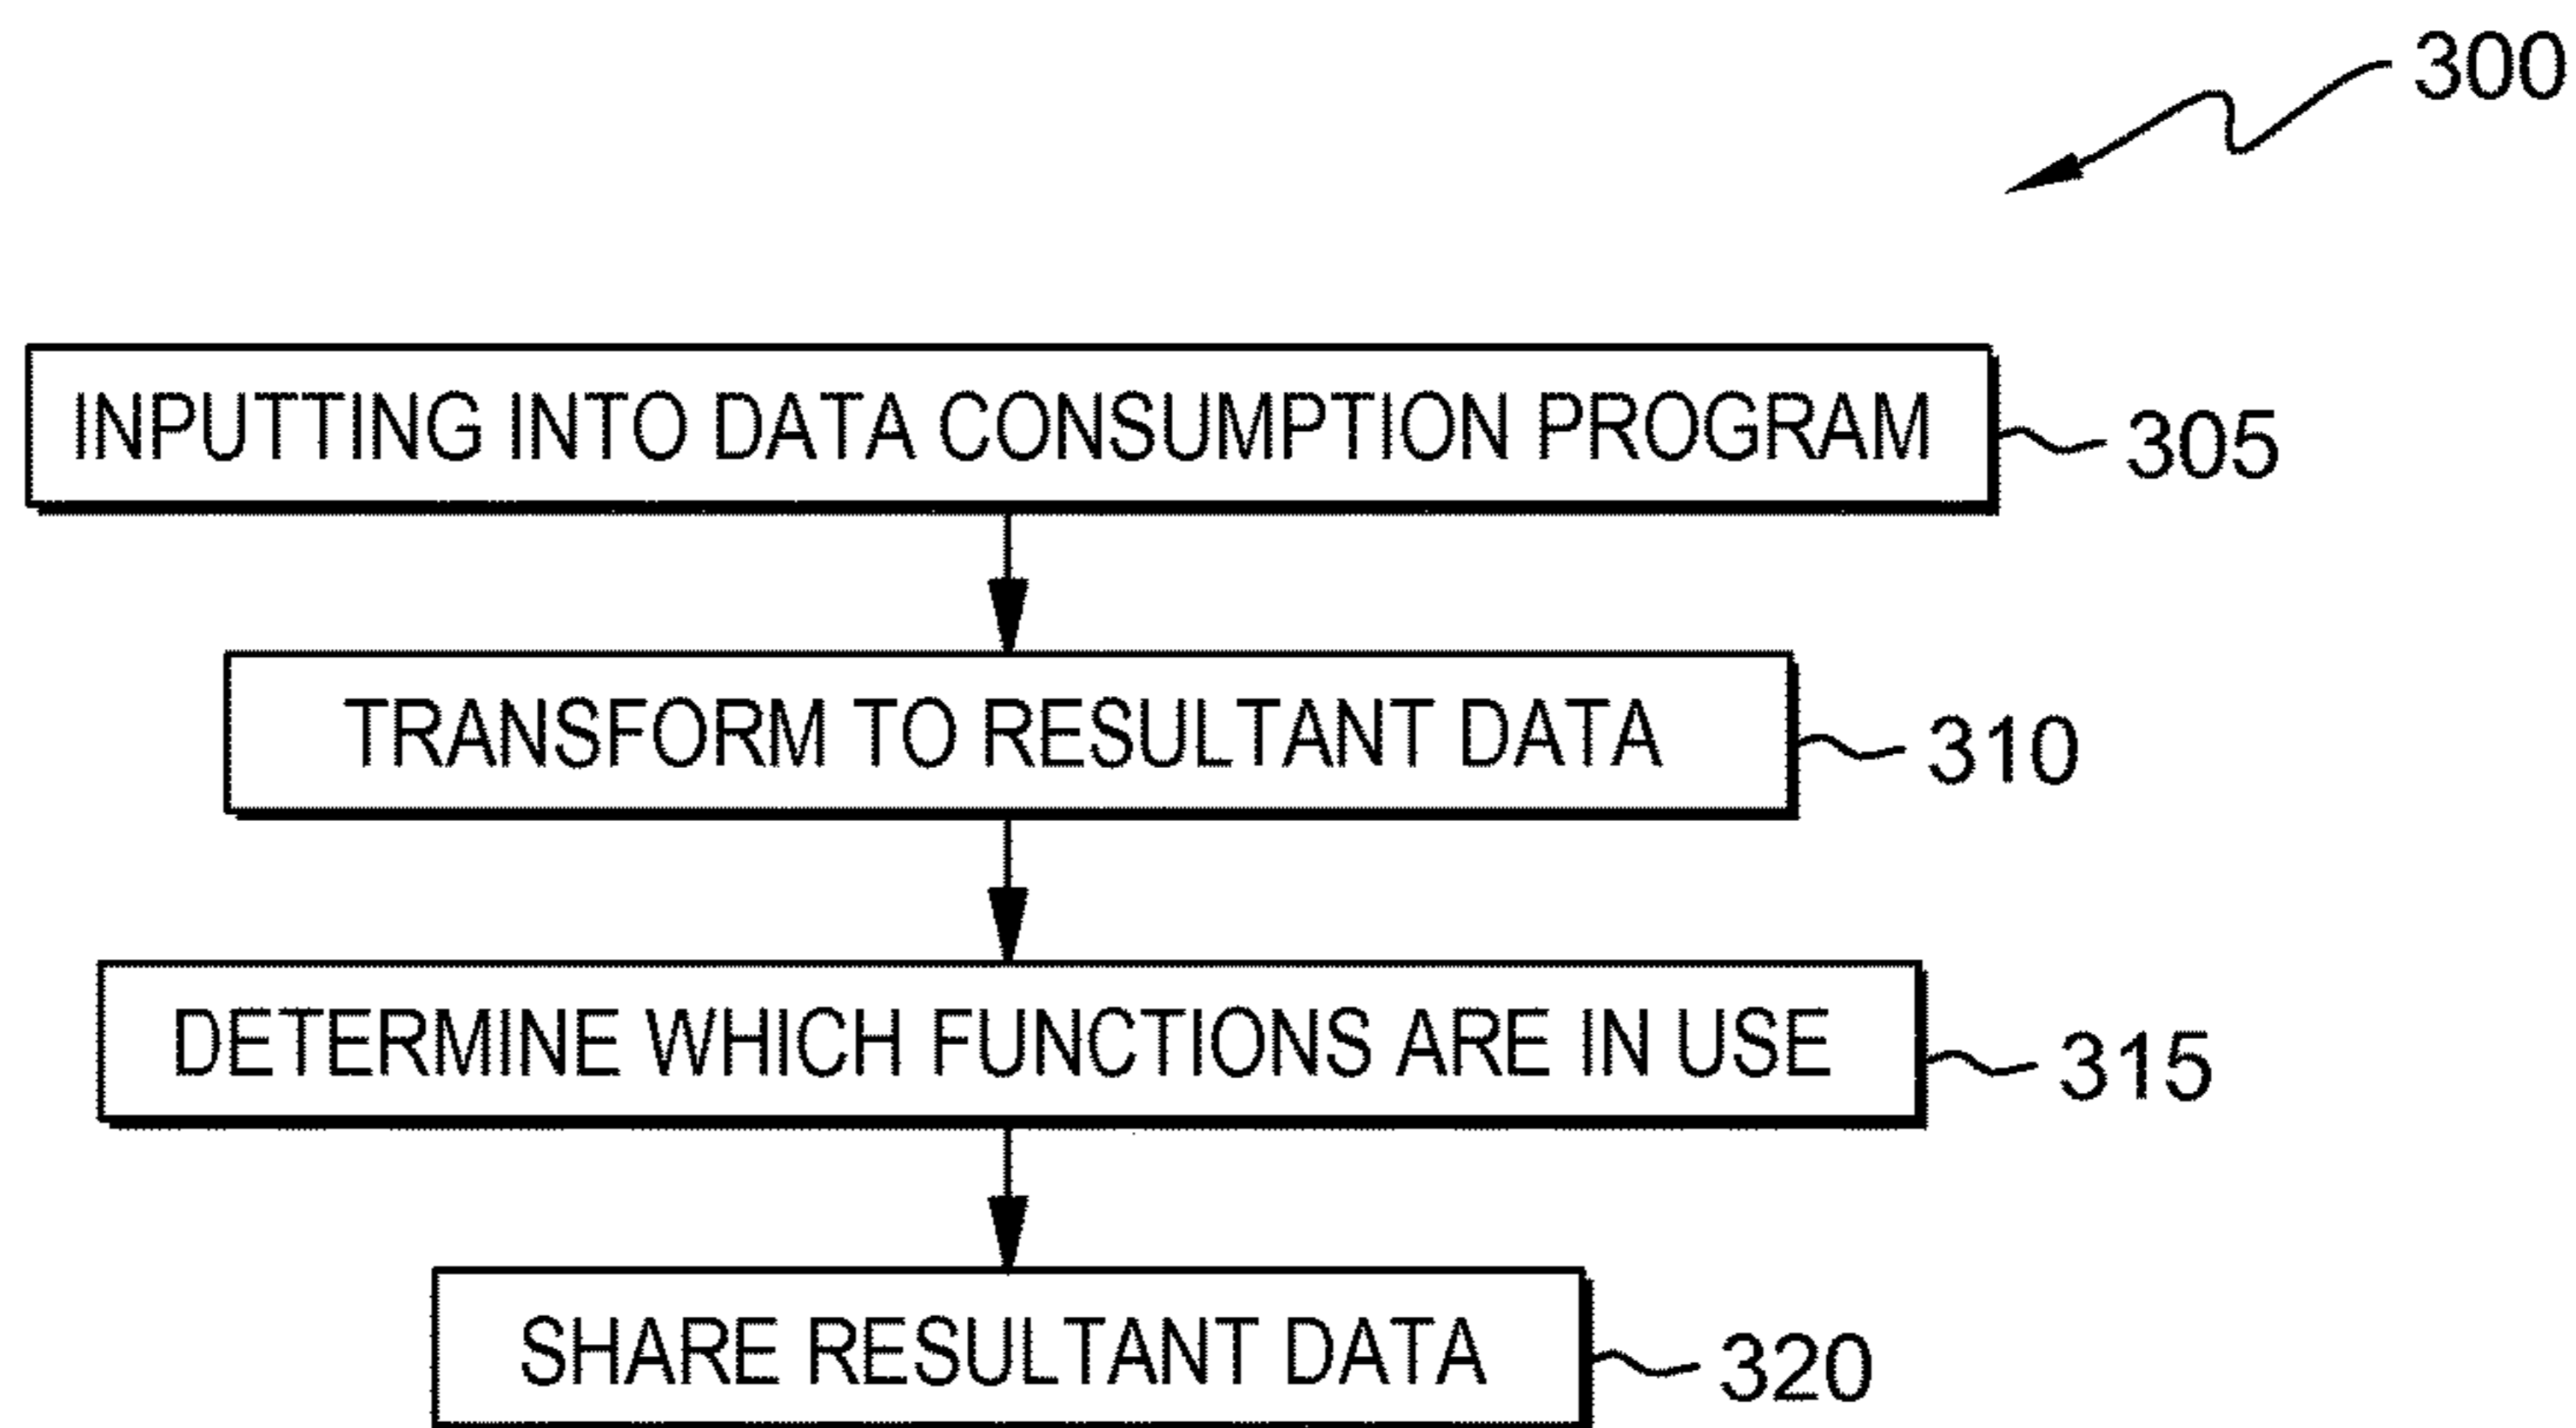 300
INPUTTING INTO DATA CONSUMPTION PROGRAM
305
TRANSFORM TO RESULTANT DATA
310
DETERMINE WHICH FUNCTIONS ARE IN USE
315
SHARE RESULTANT DATA
320